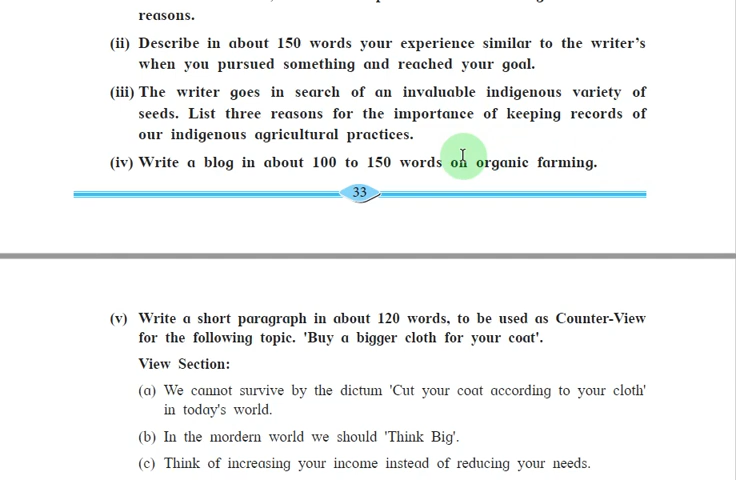 reasons.
(ii) Describe in about 150 words your experience similar to the writer's
when you pursued something and reached your goal.
(iii) The writer goes in search of an invaluable indigenous variety of
seeds. List three reasons for the importance of keeping records of
our indigenous agricultural practices.
(iv) Write a blog in about 100 to 150 words on organic farming.
33
(v) Write a short paragraph in about 120 words, to be used as Counter-View
for the following topic. 'Buy a bigger cloth for your coat'.
View Section:
(a) We cannot survive by the dictum 'Cut your coat according to your cloth'
in today's world.
(b) In the mordern world we should 'Think Big'.
(c) Think of increasing your income instead of reducing your needs.